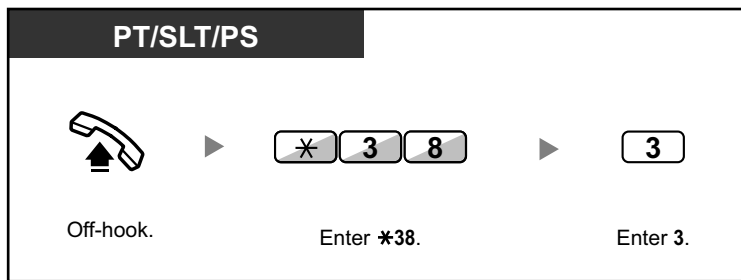 PT/SLT/PS
✳ 3 8 3
Off-hook. Enter ✳38. Enter 3.